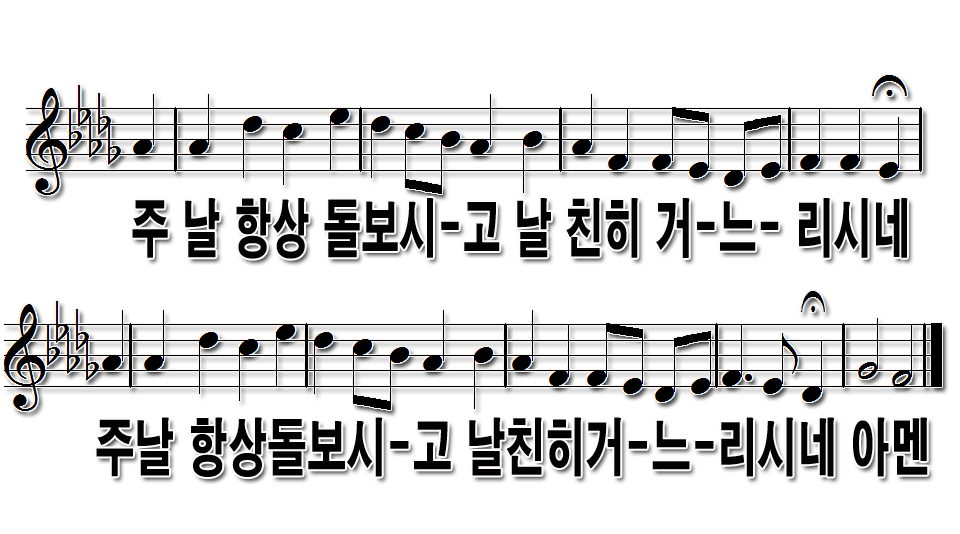 주 날 항상 돌보시-고 날 친히 거-느- 리시네
주날 항상돌보시-고 날친히거-느-리시네 아멘